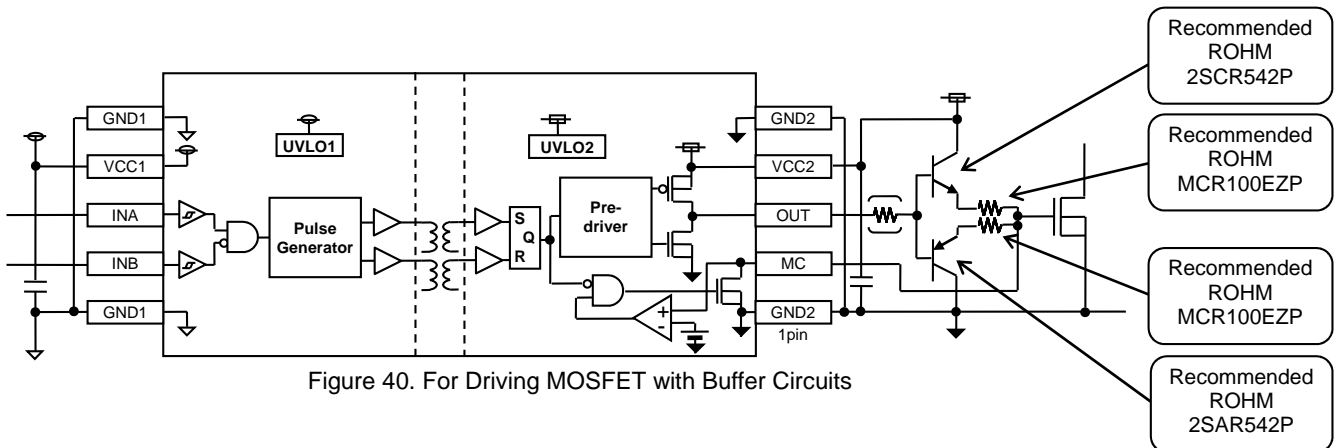 Recommended
ROHM
2SCR542P
GND1
UVLO1
UVLO2
GND2
Recommended
ROHM
MCR100EZP
VCC1
VCC2
INA
Pulse
Generator
S
Q
R
Pre-
driver
OUT
INB
MC
Recommended
ROHM
MCR100EZP
GND1
+
-
GND2
1pin
Recommended
ROHM
2SAR542P
Figure 40. For Driving MOSFET with Buffer Circuits